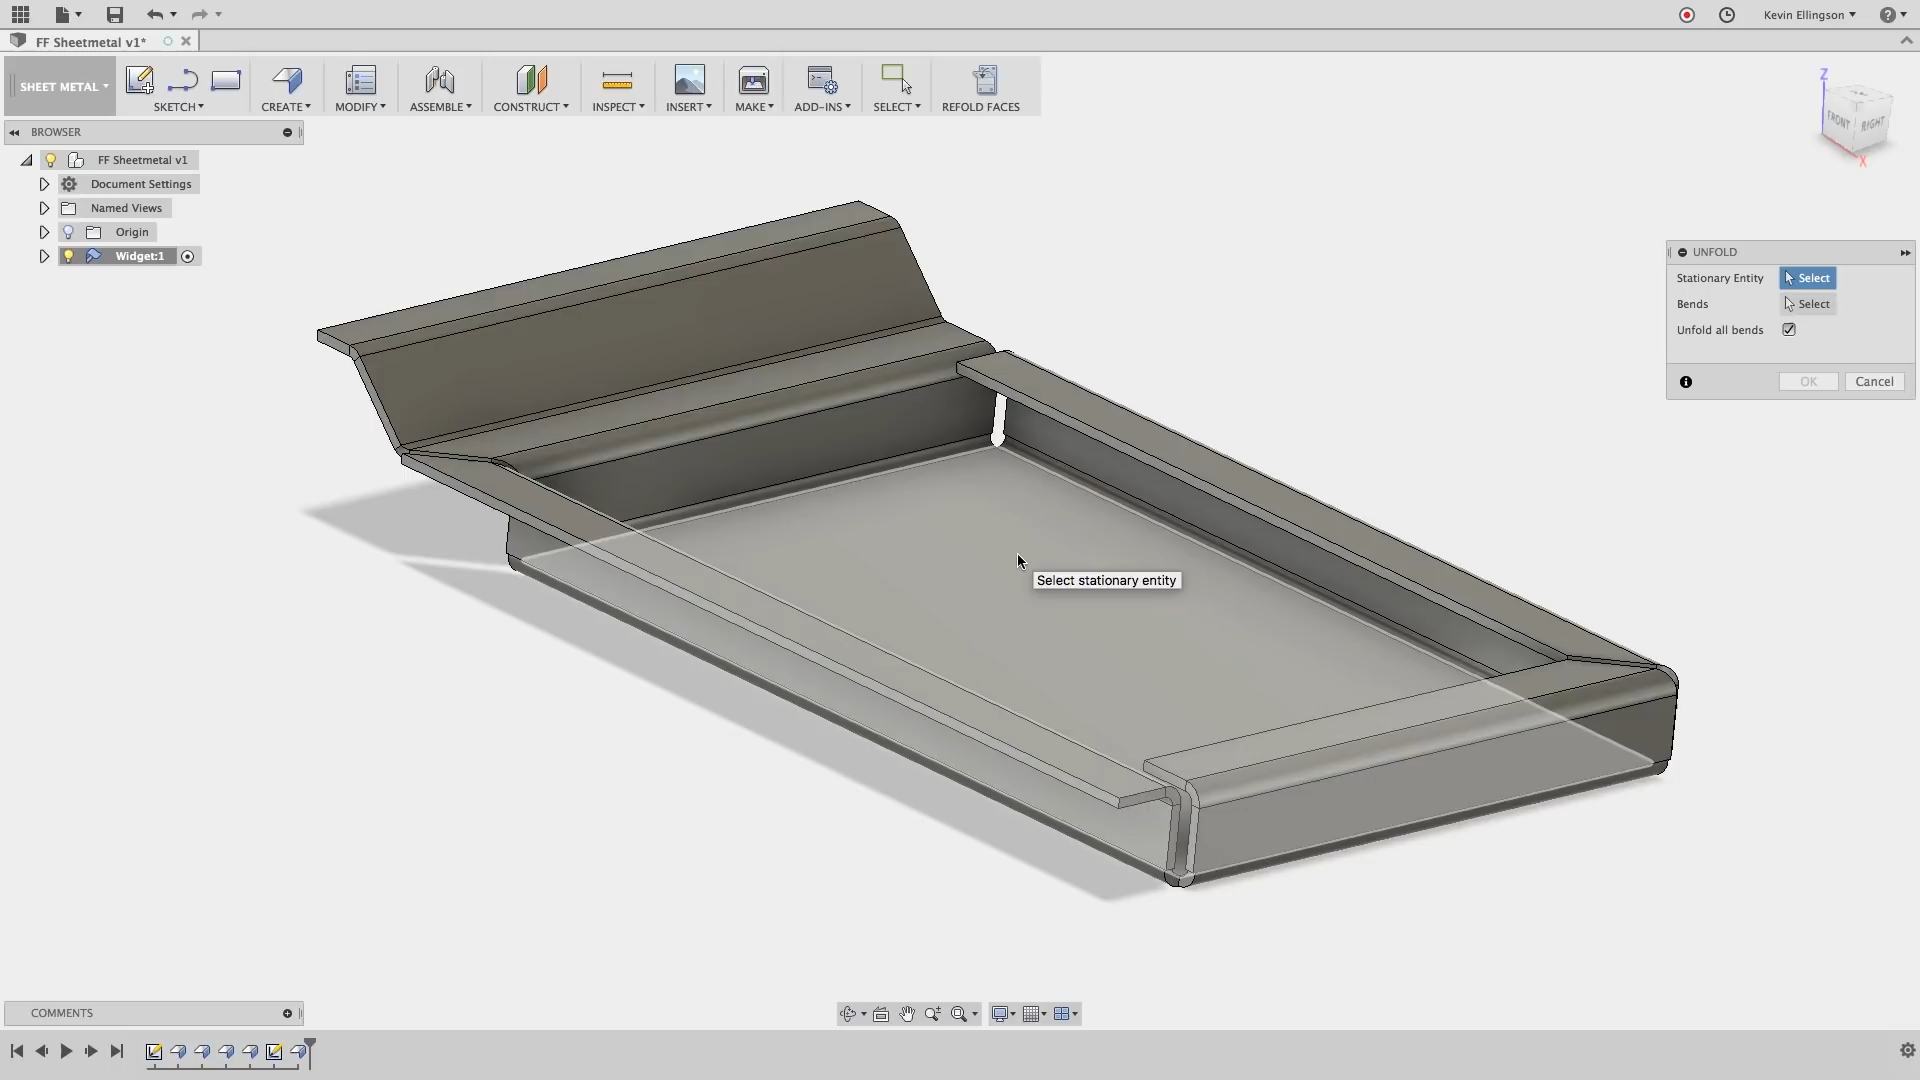 Kevin Ellingson
FF Sheetmetal v1*
SHEET METAL
SKETCH
CREATE
MODIFY
ASSEMBLE
CONSTRUCT
INSPECT
INSERT
MAKE
ADD-INS
SELECT
REFOLD FACES
Z
FRONT
RIGHT
X
BROWSER
FF Sheetmetal v1
Document Settings
Named Views
Origin
Widget:1
UNFOLD
Stationary Entity
Select
Bends
Select
Unfold all bends
OK
Cancel
Select stationary entity
COMMENTS